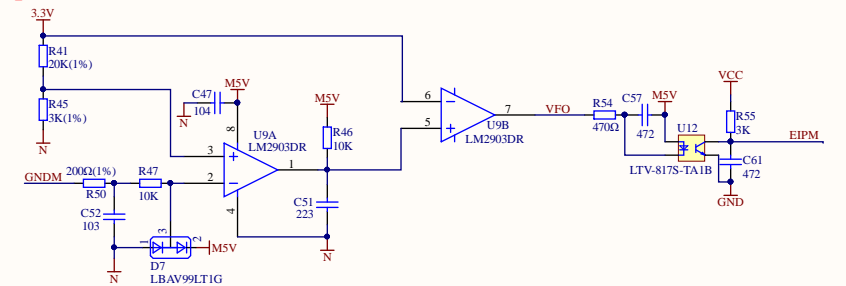 3.3V
R41
20K(1%)
R45
3K(1%)
N
C47
104
N
M5V
8
U9A
LM2903DR
3
2
1
4
M5V
R46
10K
C51
223
N
GNDM
200Ω(1%)
R50
R47
10K
C52
103
N
1
3
2
M5V
D7
LBAV99LT1G
6
5
7
U9B
LM2903DR
VFO
R54
470Ω
C57
472
M5V
U12
LTV-817S-TA1B
VCC
R55
3K
EIPM
C61
472
GND